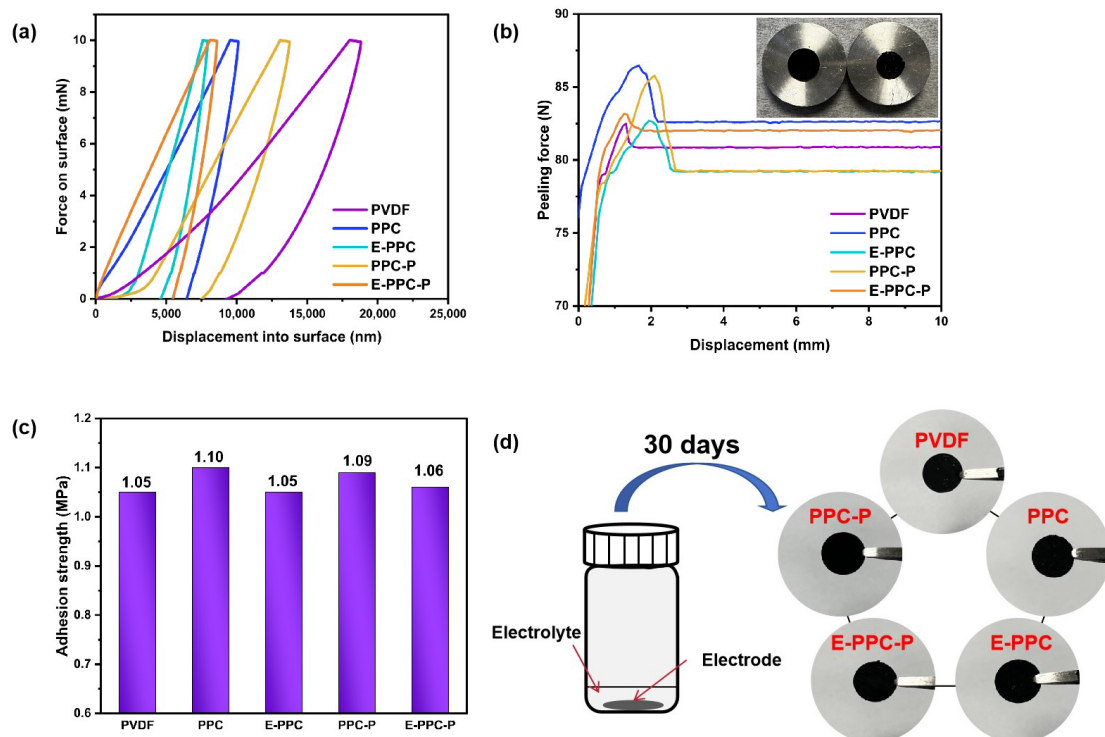 (a)
10
8
6
4
2
0
Force on surface (mN)
PVDF
PPC
E-PPC
PPC-P
E-PPC-P
0
5,000
10,000
15,000
20,000
25,000
Displacement into surface (nm)
(b)
90
85
80
75
70
Peeling force (N)
PVDF
PPC
E-PPC
PPC-P
E-PPC-P
0
2
4
6
8
10
Displacement (mm)
(c)
1.2
1.1
1.0
0.9
0.8
0.7
0.6
Adhesion strength (MPa)
1.05
1.10
1.05
1.09
1.06
PVDF
PPC
E-PPC
PPC-P
E-PPC-P
(d)
30 days
Electrolyte
Electrode
PVDF
PPC-P
PPC
E-PPC-P
E-PPC